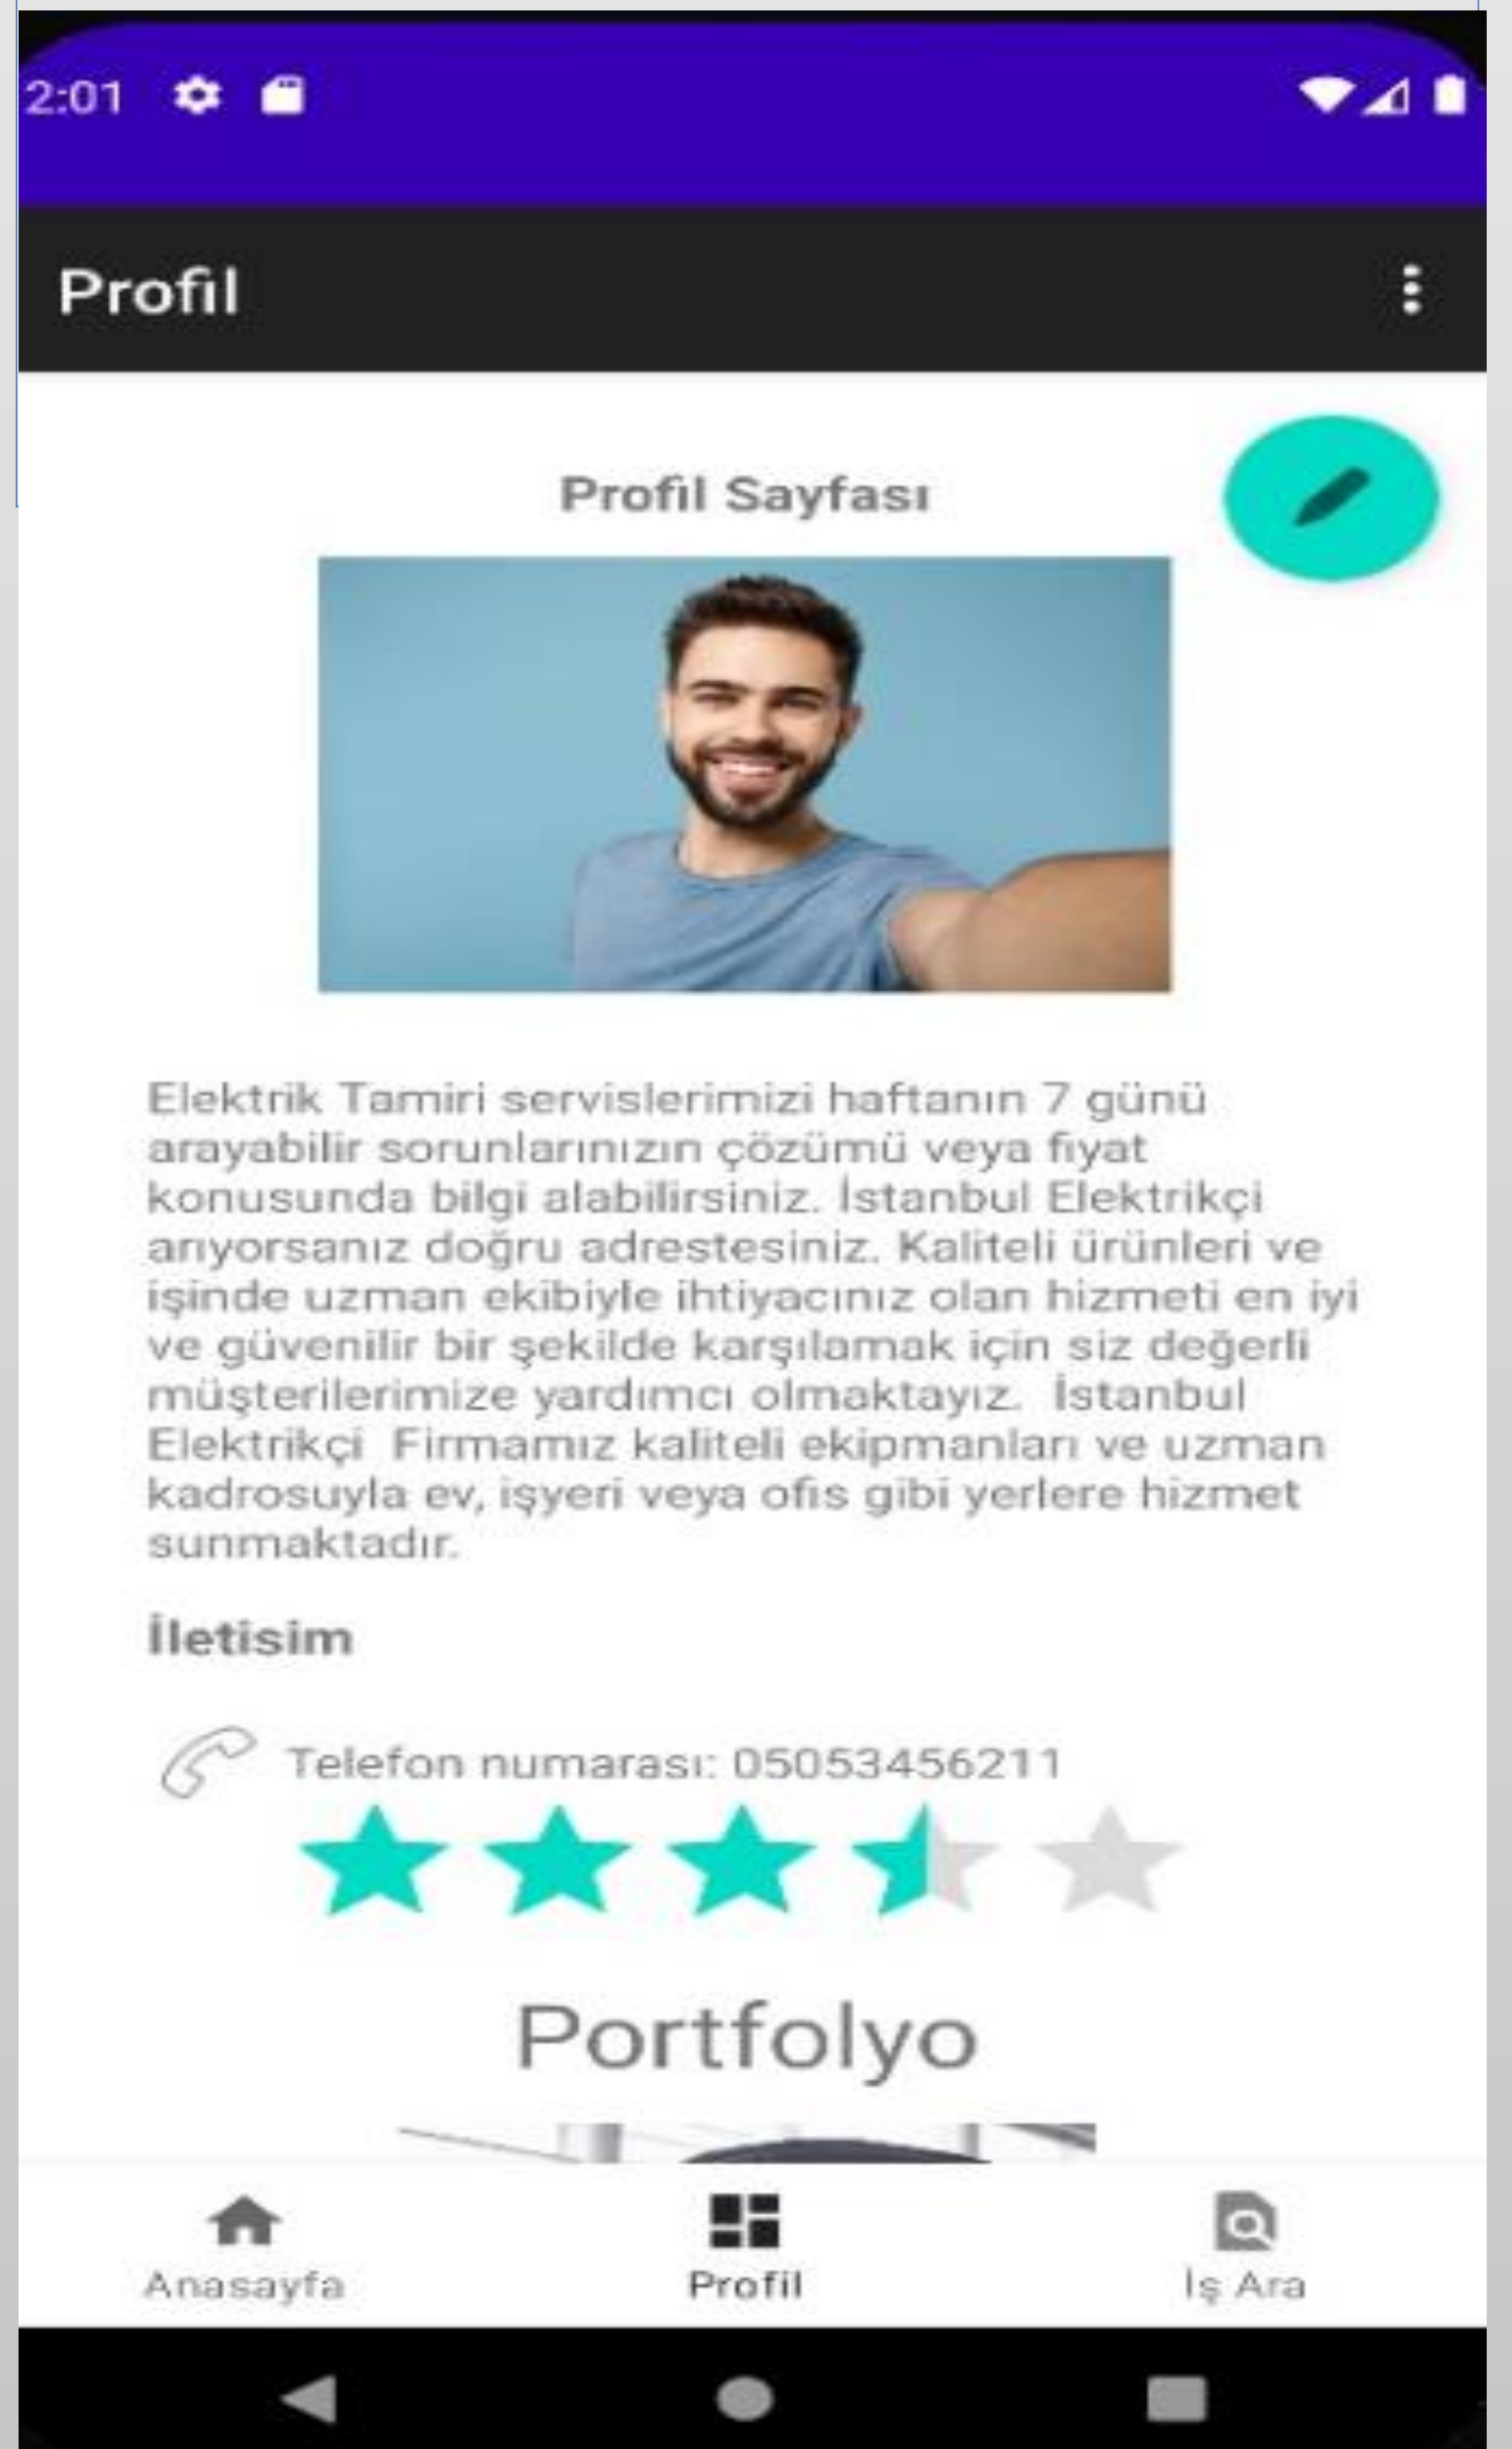 2:01
Profil
Profil Sayfası
Elektrik Tamiri servislerimizi haftanın 7 günü
arayabilir sorunlarınızın çözümü veya fiyat
konusunda bilgi alabilirsiniz. İstanbul Elektrikçi
arıyorsanız doğru adrestesiniz. Kaliteli ürünleri ve
işinde uzman ekibiyle ihtiyacınız olan hizmeti en iyi
ve güvenilir bir şekilde karşılamak için siz değerli
müşterilerimize yardımcı olmaktayız.  İstanbul
Elektrikçi  Firmamız kaliteli ekipmanları ve uzman
kadrosuyla ev, işyeri veya ofis gibi yerlere hizmet
sunmaktadır.
İletisim
Telefon numarası: 05053456211
Portfolyo
Anasayfa
Profil
İş Ara